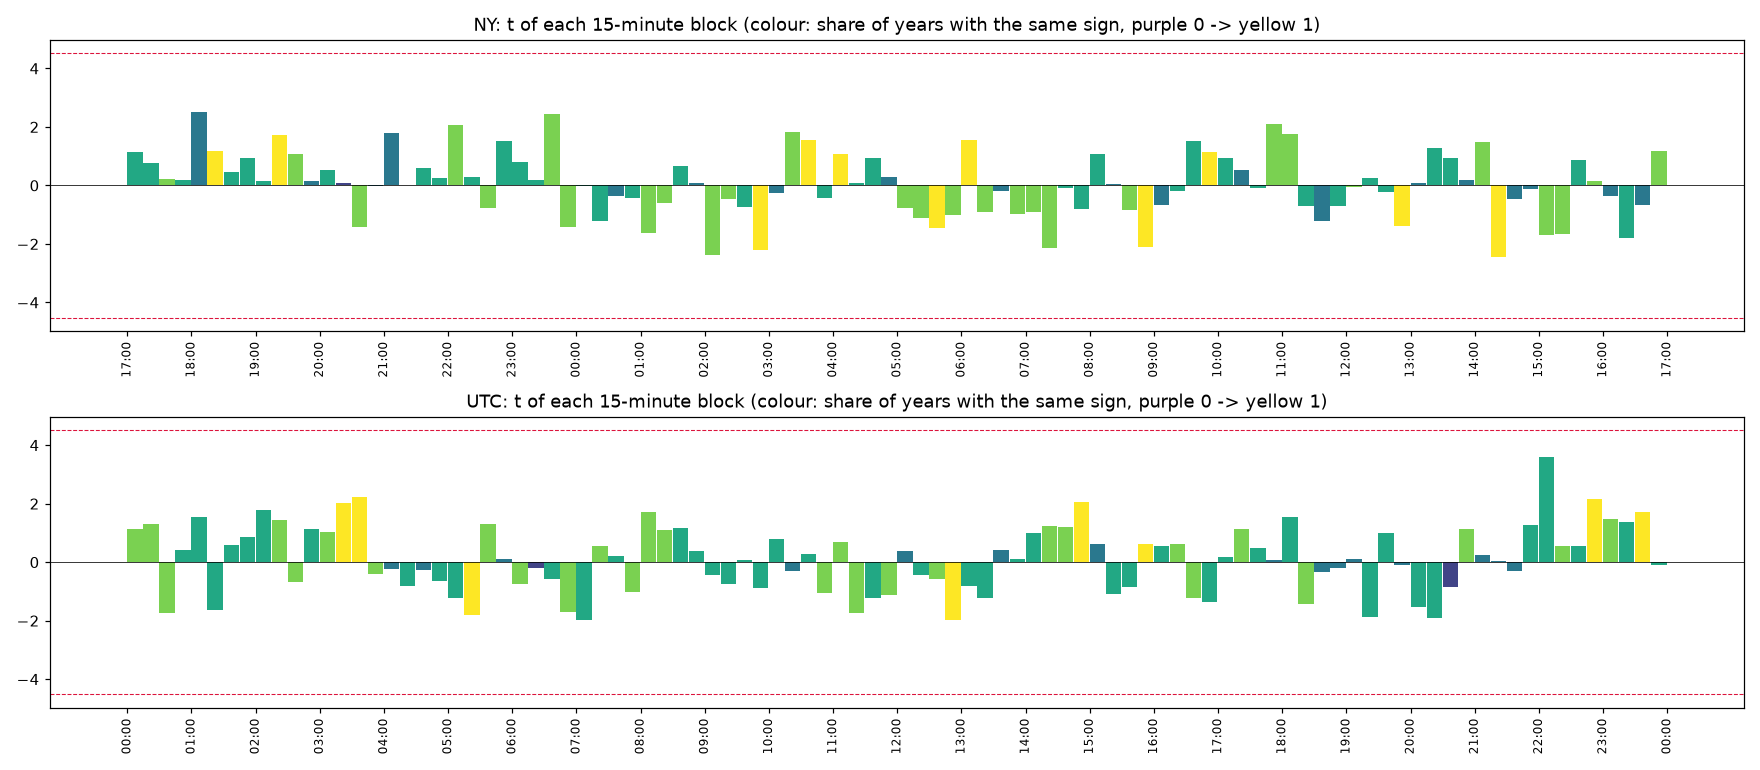 NY: t of each 15-minute block (colour: share of years with the same sign, purple 0 -> yellow 1)
4
2
0
−2
−4
17:00 18:00 19:00 20:00 21:00 22:00 23:00 00:00 01:00 02:00 03:00 04:00 05:00 06:00 07:00 08:00 09:00 10:00 11:00 12:00 13:00 14:00 15:00 16:00 17:00
UTC: t of each 15-minute block (colour: share of years with the same sign, purple 0 -> yellow 1)
4
2
0
−2
−4
00:00 01:00 02:00 03:00 04:00 05:00 06:00 07:00 08:00 09:00 10:00 11:00 12:00 13:00 14:00 15:00 16:00 17:00 18:00 19:00 20:00 21:00 22:00 23:00 00:00